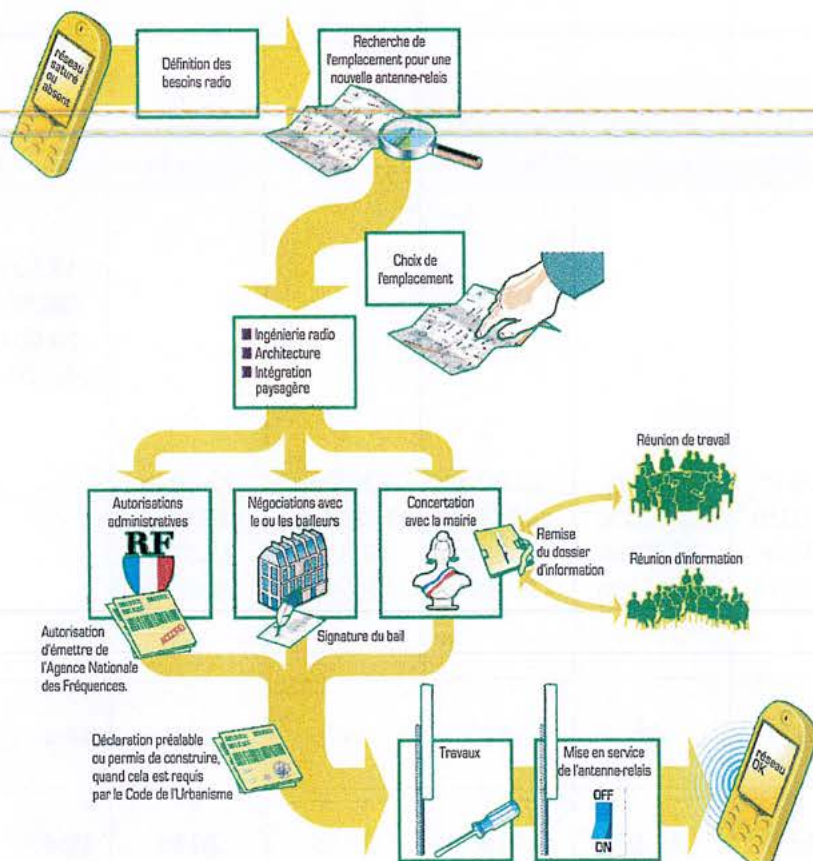 réseau
saturé
ou
absent
Définition des
besoins radio
Recherche de
l'emplacement pour une
nouvelle antenne-relais
Choix de
l'emplacement
Ingénierie radio
Architecture
Intégration
paysagère
Autorisations
administratives
RF
Négociations avec
le ou les bailleurs
Concertation
avec la mairie
Remise
du dossier
d'information
Réunion de travail
Réunion d'information
Autorisation
d'émettre de
l'Agence Nationale
des Fréquences.
Signature du bail
Déclaration préalable
ou permis de construire,
quand cela est requis
par le Code de l'Urbanisme
Travaux
Mise en service
de l'antenne-relais
OFF
ON
réseau
OK